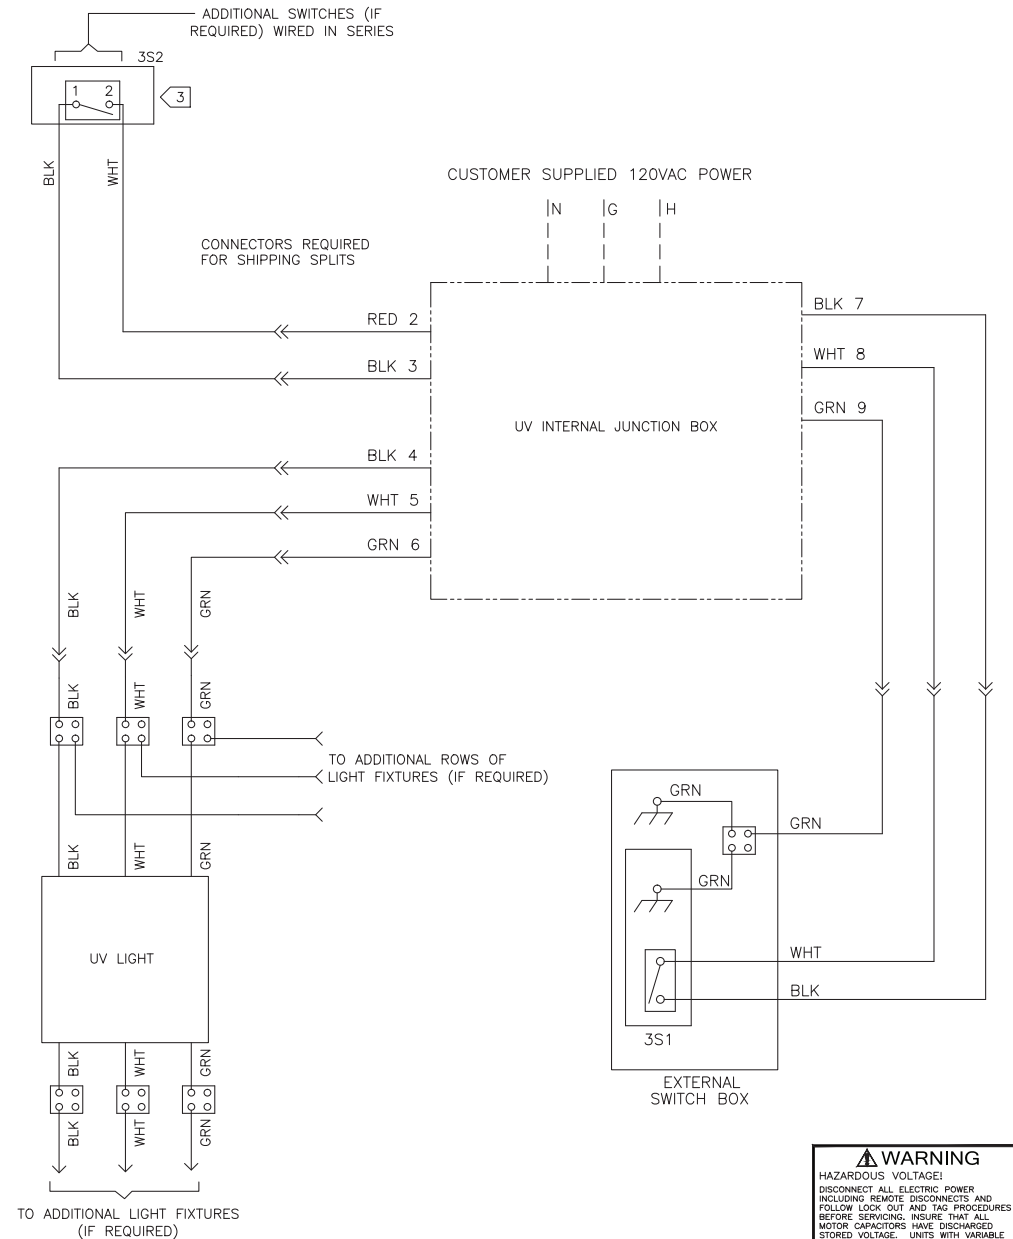 ADDITIONAL SWITCHES (IF
REQUIRED) WIRED IN SERIES
3S2
1 2
3
BLK
WHT
CUSTOMER SUPPLIED 120VAC POWER
N
G
H
CONNECTORS REQUIRED
FOR SHIPPING SPLITS
RED 2
BLK 3
BLK 4
WHT 5
GRN 6
UV INTERNAL JUNCTION BOX
BLK 7
WHT 8
GRN 9
BLK
WHT
GRN
BLK
WHT
GRN
TO ADDITIONAL ROWS OF
LIGHT FIXTURES (IF REQUIRED)
BLK
WHT
GRN
UV LIGHT
BLK
WHT
GRN
BLK
WHT
GRN
TO ADDITIONAL LIGHT FIXTURES
(IF REQUIRED)
GRN
GRN
GRN
WHT
BLK
3S1
EXTERNAL
SWITCH BOX
WARNING
HAZARDOUS VOLTAGE!
DISCONNECT ALL ELECTRIC POWER
INCLUDING REMOTE DISCONNECTS AND
FOLLOW LOCK OUT AND TAG PROCEDURES
BEFORE SERVICING. INSURE THAT ALL
MOTOR CAPACITORS HAVE DISCHARGED
STORED VOLTAGE. UNITS WITH VARIABLE